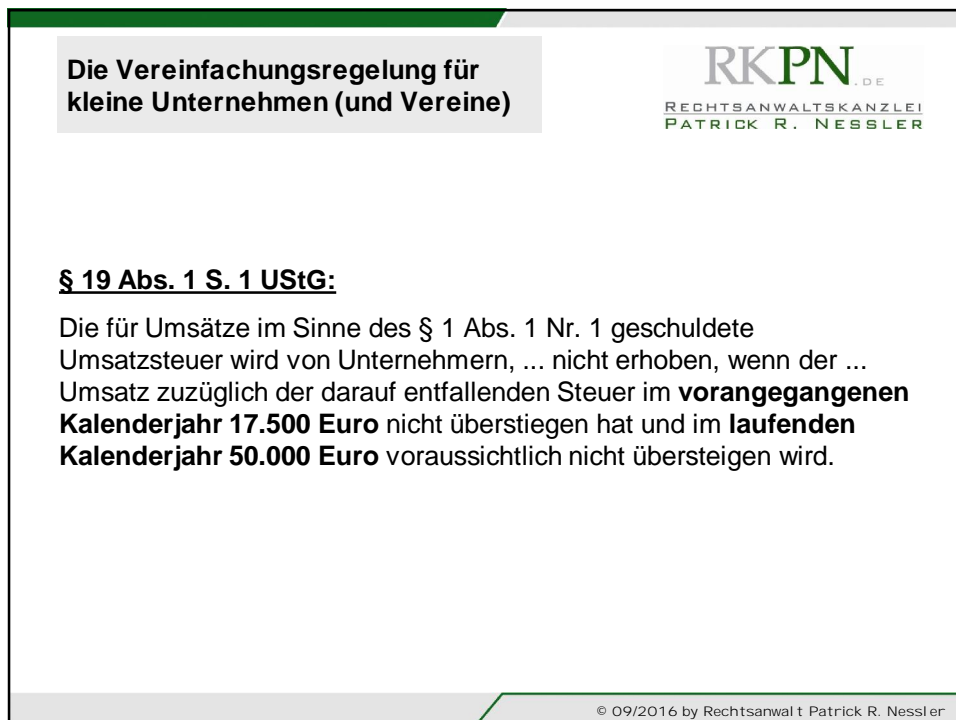 Die Vereinfachungsregelung für
kleine Unternehmen (und Vereine)
RKPN.DE
RECHTSANWALTSKANZLEI
PATRICK R. NESSLER
§ 19 Abs. 1 S. 1 UStG:
Die für Umsätze im Sinne des § 1 Abs. 1 Nr. 1 geschuldete
Umsatzsteuer wird von Unternehmern, ... nicht erhoben, wenn der ...
Umsatz zuzüglich der darauf entfallenden Steuer im vorangegangenen
Kalenderjahr 17.500 Euro nicht überstiegen hat und im laufenden
Kalenderjahr 50.000 Euro voraussichtlich nicht übersteigen wird.
© 09/2016 by Rechtsanwalt Patrick R. Nessler